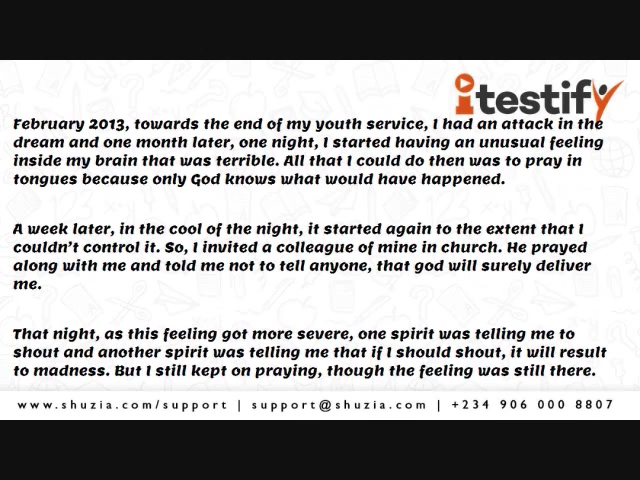 itestify
February 2013, towards the end of my youth service, I had an attack in the
dream and one month later, one night, I started having an unusual feeling
inside my brain that was terrible. All that I could do then was to pray in
tongues because only God knows what would have happened.
A week later, in the cool of the night, it started again to the extent that I
couldn't control it. So, I invited a colleague of mine in church. He prayed
along with me and told me not to tell anyone, that god will surely deliver
me.
That night, as this feeling got more severe, one spirit was telling me to
shout and another spirit was telling me that if I should shout, it will result
to madness. But I still kept on praying, though the feeling was still there.
www.shuzia.com/support | support@shuzia.com | +234 906 000 8807